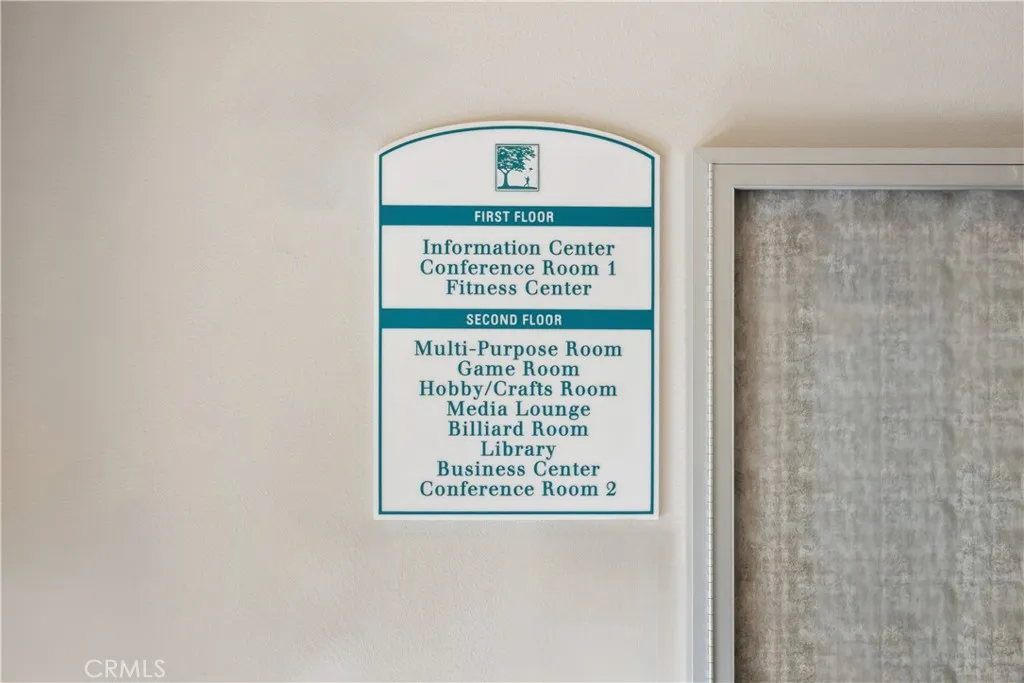 FIRST FLOOR
Information Center
Conference Room 1
Fitness Center
SECOND FLOOR
Multi-Purpose Room
Game Room
Hobby/Crafts Room
Media Lounge
Billiard Room
Library
Business Center
Conference Room 2
CRMLS